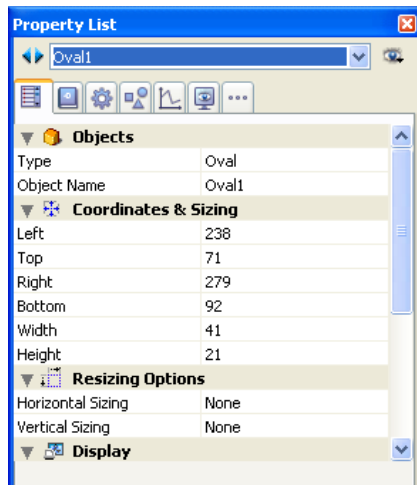 Property List
Oval1
Objects
Type Oval
Object Name Oval1
Coordinates & Sizing
Left 238
Top 71
Right 279
Bottom 92
Width 41
Height 21
Resizing Options
Horizontal Sizing None
Vertical Sizing None
Display